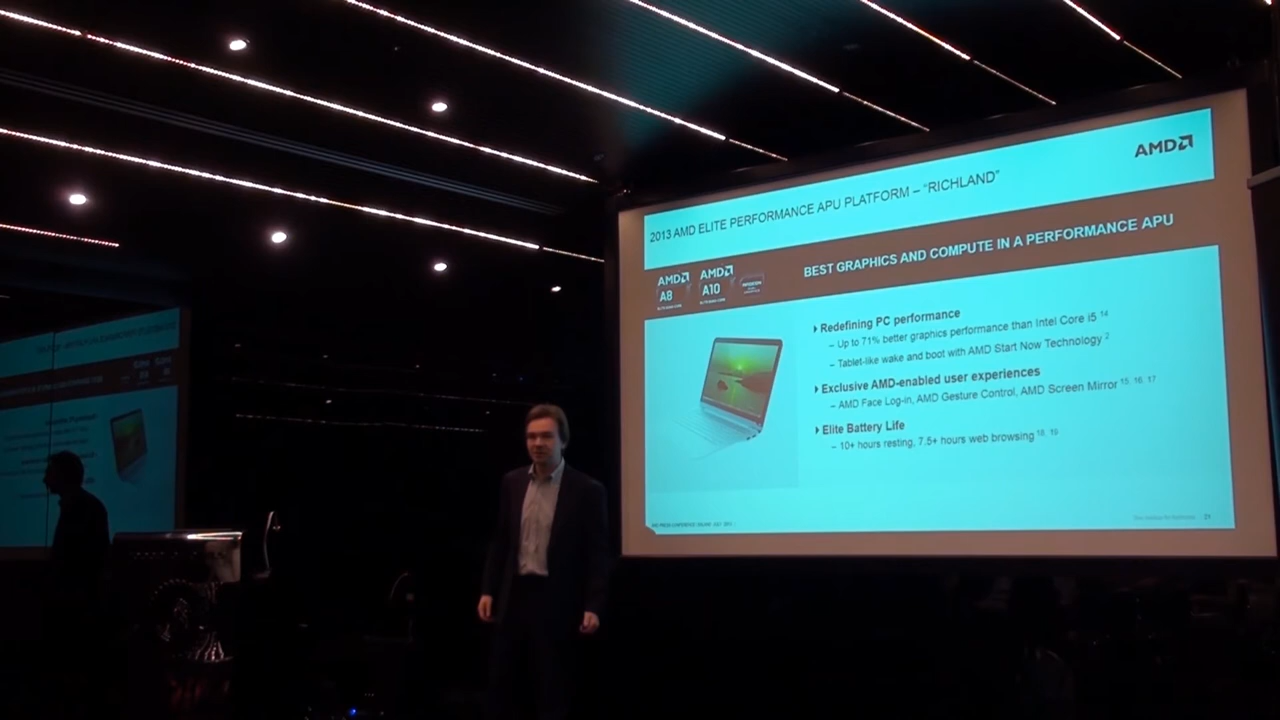 AMD
2013 AMD ELITE PERFORMANCE APU PLATFORM – “RICHLAND”
AMD AMD
A8 A10
RADEON
BEST GRAPHICS AND COMPUTE IN A PERFORMANCE APU
Redefining PC performance
– Up to 71% better graphics performance than Intel Core i5 14
– Tablet-like wake and boot with AMD Start Now Technology 2
Exclusive AMD-enabled user experiences
– AMD Face Log-in, AMD Gesture Control, AMD Screen Mirror 15, 16, 17
Elite Battery Life
– 10+ hours resting, 7.5+ hours web browsing 18, 19
21